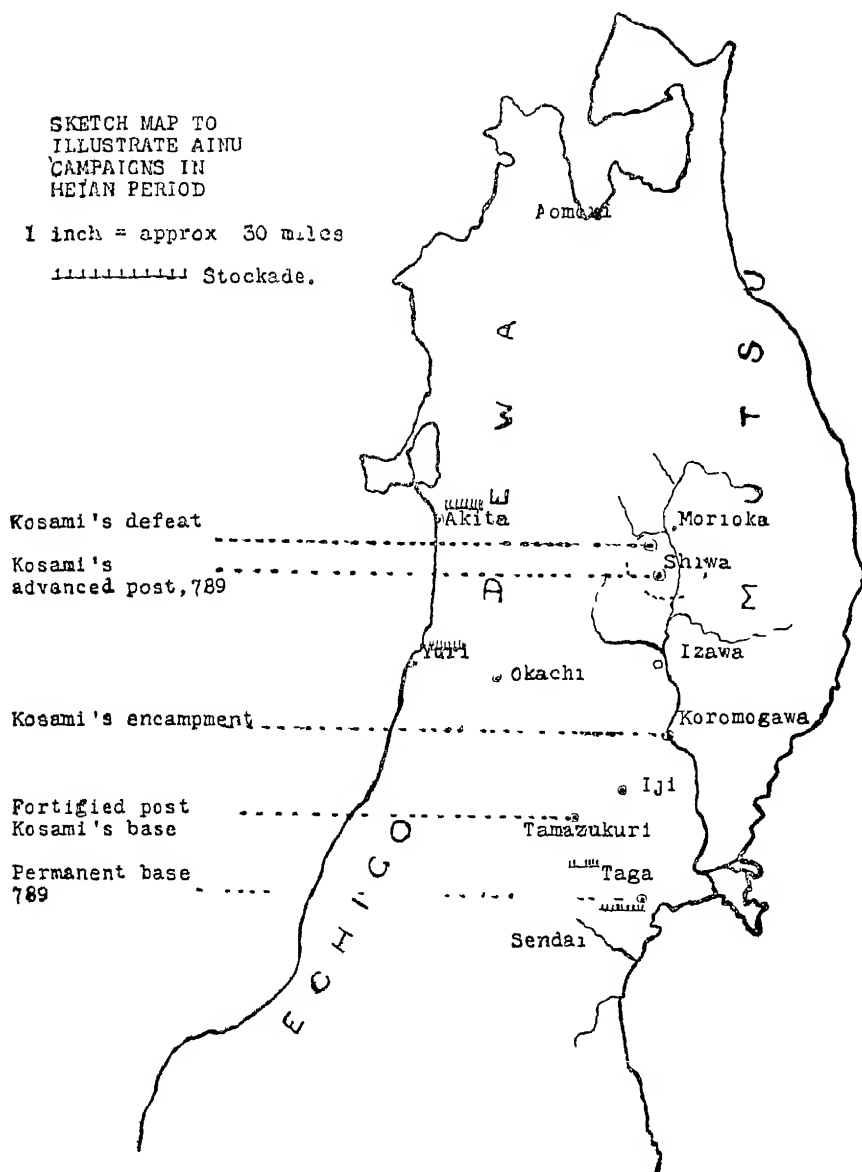 SKETCH MAP TO
ILLUSTRATE AINU
CAMPAIGNS IN
HEIAN PERIOD
1 inch = approx 30 miles
Stockade.
Aomori
DEWA
MUTSU
Kosami's defeat
Akita
Morioka
Kosami's
advanced post, 789
Shiwa
Yuri
Izawa
Okachi
Kosami's encampment
Koromogawa
Iji
Fortified post
Kosami's base
Tamazukuri
ECHIGO
Permanent base
789
Taga
Sendai